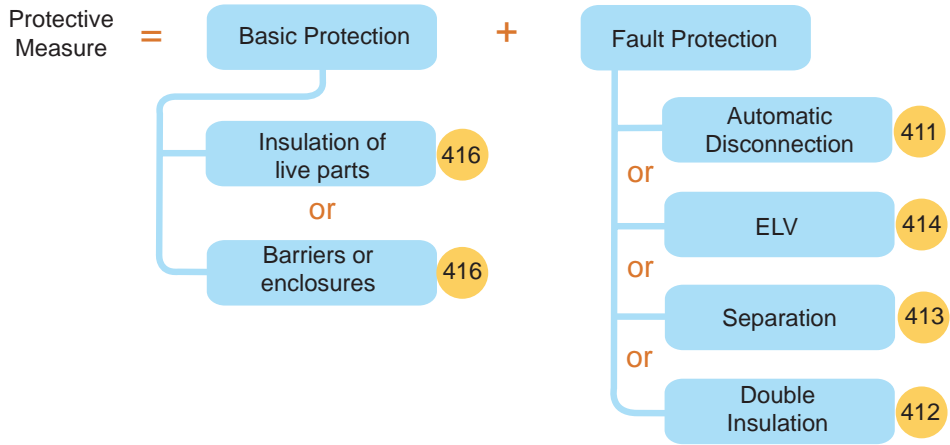 Protective
Measure
=
Basic Protection
+
Fault Protection
Insulation of
live parts
416
or
Barriers or
enclosures
416
Automatic
Disconnection
411
or
ELV
414
or
Separation
413
or
Double
Insulation
412